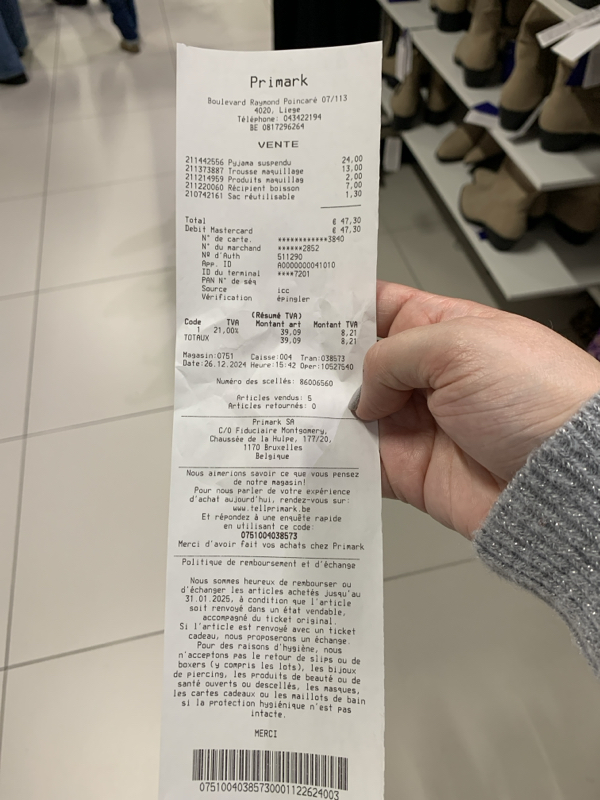 Primark
Boulevard Raymond Poincaré 07/113
4020, Liege
Téléphone: 043422194
BE 0817296264
VENTE
211442556 Pyjama suspendu 24,00
211373887 Trousse maquillage 13,00
211214959 Produits maquillag 2,00
211220060 Récipient boisson 7,00
210742161 Sac réutilisable 1,30
Total € 47,30
Debit Mastercard € 47,30
N° de carte. ************3840
N° du marchand ******2852
Nº d'Auth 511290
App. ID A0000000041010
ID du terminal ****7201
PAN N° de séq
Source icc
Vérification épingler
(Résumé TVA)
Code TVA Montant art Montant TVA
1 21,00% 39,09 8,21
TOTAUX 39,09 8,21
Magasin:0751 Caisse:004 Tran:038573
Date:26.12.2024 Heure:15:42 Oper:10527540
Numéro des scellés: 86006560
Articles vendus: 5
Articles retournés: 0
Primark SA
C/O Fiduciaire Montgomery,
Chaussée de la Hulpe, 177/20,
1170 Bruxelles
Belgique
Nous aimerions savoir ce que vous pensez
de notre magasin!
Pour nous parler de votre expérience
d'achat aujourd'hui, rendez-vous sur:
www.tellprimark.be
Et répondez à une enquête rapide
en utilisant ce code:
0751004038573
Merci d'avoir fait vos achats chez Primark
Politique de remboursement et d'échange
Nous sommes heureux de rembourser ou
d'échanger les articles achetés jusqu'au
31.01.2025, à condition que l'article
soit renvoyé dans un état vendable,
accompagné du ticket original.
Si l'article est renvoyé avec un ticket
cadeau, nous proposerons un échange.
Pour des raisons d'hygiène, nous
n'acceptons pas le retour de slips ou de
boxers (y compris les lots), les bijoux
de piercing, les produits de beauté ou de
santé ouverts ou descellés, les masques,
les cartes cadeaux ou les maillots de bain
si la protection hygiénique n'est pas
intacte.
MERCI
07510040385730001122624003